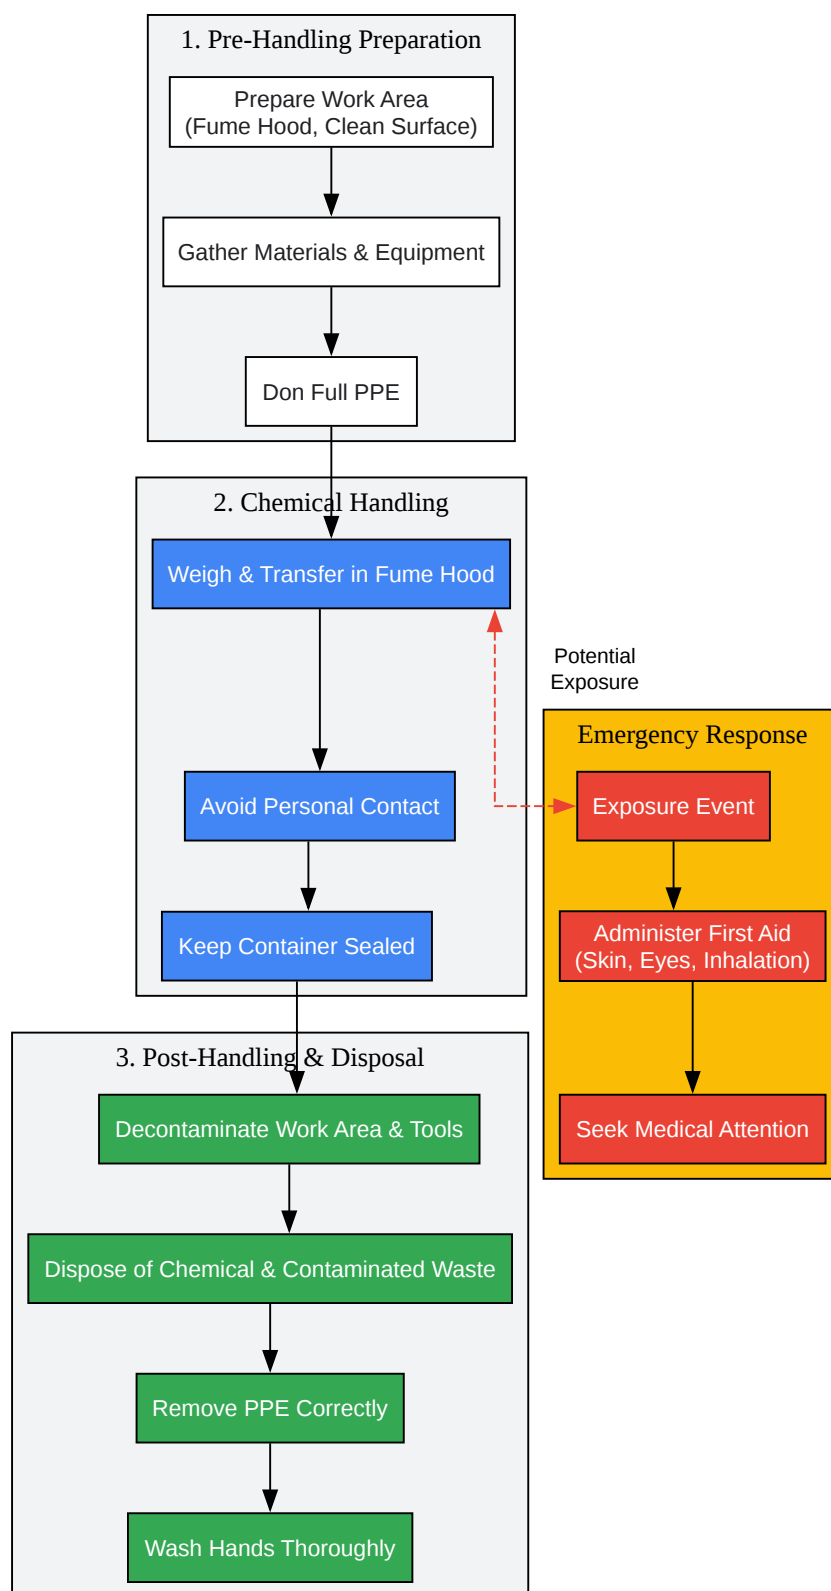 1. Pre-Handling Preparation
Prepare Work Area
(Fume Hood, Clean Surface)
Gather Materials & Equipment
Don Full PPE
2. Chemical Handling
Weigh & Transfer in Fume Hood
Avoid Personal Contact
Keep Container Sealed
Potential
Exposure
Emergency Response
Exposure Event
Administer First Aid
(Skin, Eyes, Inhalation)
Seek Medical Attention
3. Post-Handling & Disposal
Decontaminate Work Area & Tools
Dispose of Chemical & Contaminated Waste
Remove PPE Correctly
Wash Hands Thoroughly